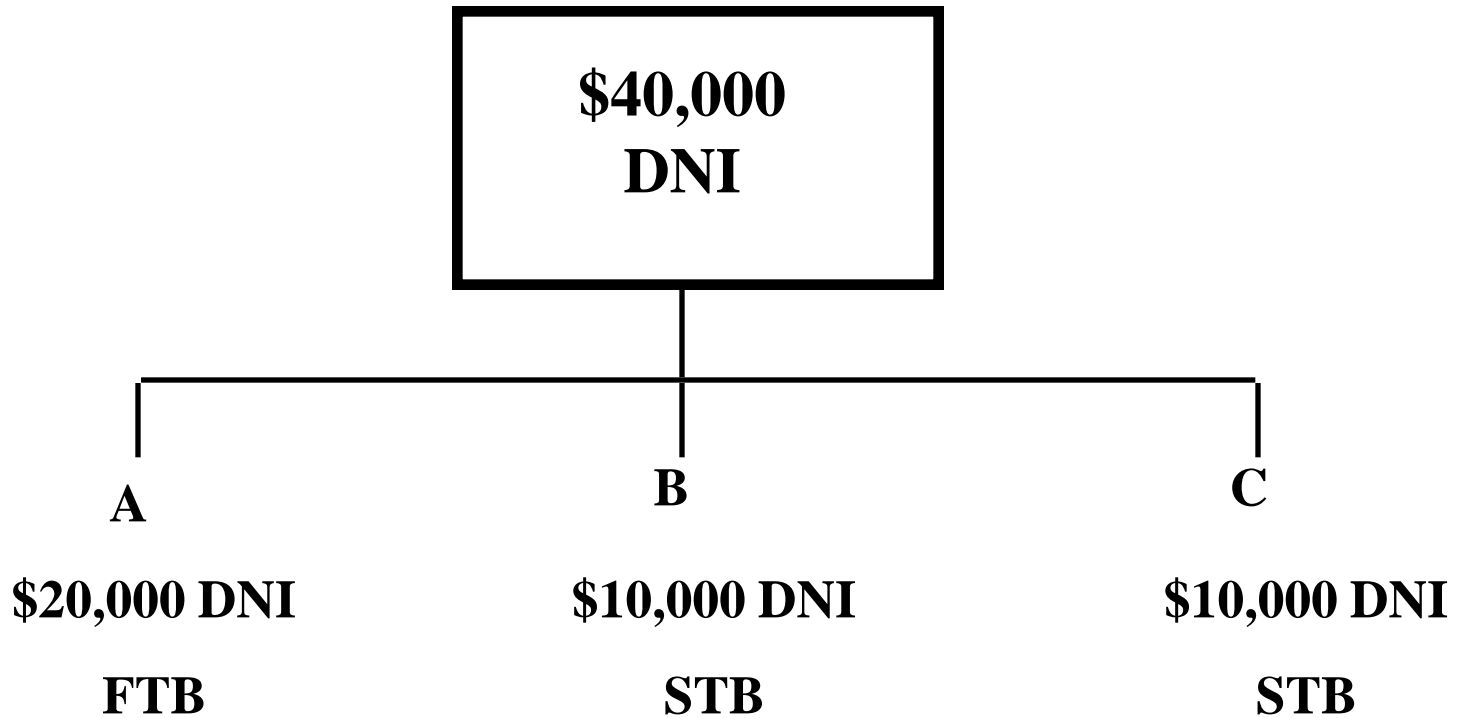 $40,000
DNI
A
B
C
$20,000 DNI
$10,000 DNI
$10,000 DNI
FTB
STB
STB